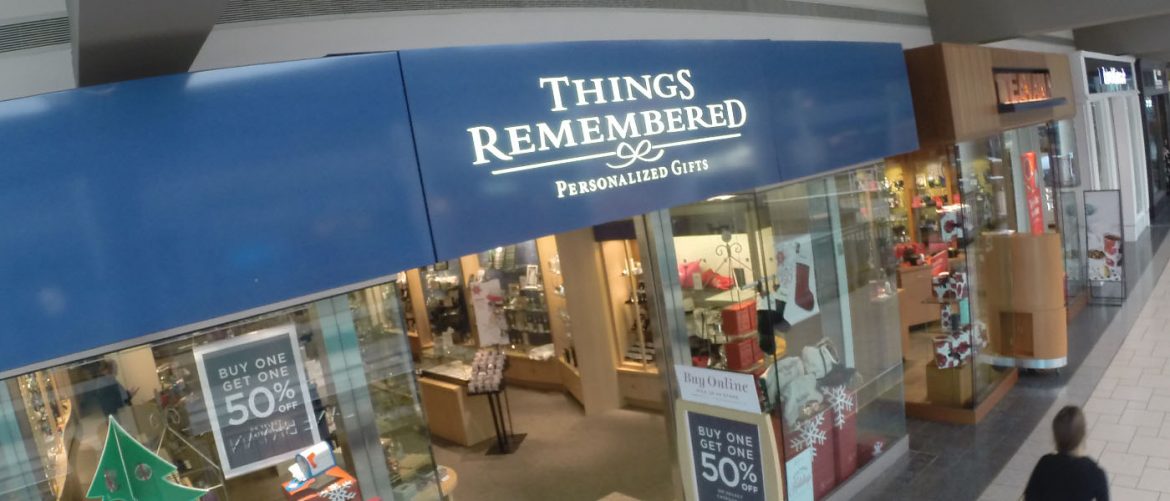 THINGS
REMEMBERED
PERSONALIZED GIFTS
BUY ONE
GET ONE
50% OFF
Buy Online
BUY ONE
GET ONE
50% OFF